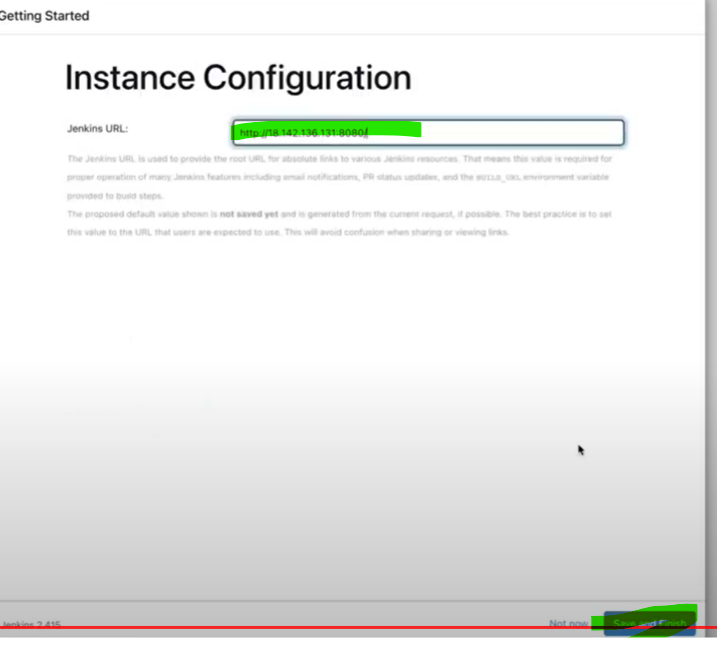 Getting Started
Instance Configuration
Jenkins URL:
http://18.142.136.131:8080/
The Jenkins URL is used to provide the root URL for absolute links to various Jenkins resources. That means this value is required for
proper operation of many Jenkins features including email notifications, PR status updates, and the BUILD_URL environment variable
provided to build steps.
The proposed default value shown is not saved yet and is generated from the current request, if possible. The best practice is to set
this value to the URL that users are expected to use. This will avoid confusion when sharing or viewing links.
Jenkins 2.415
Not now
Save and Finish